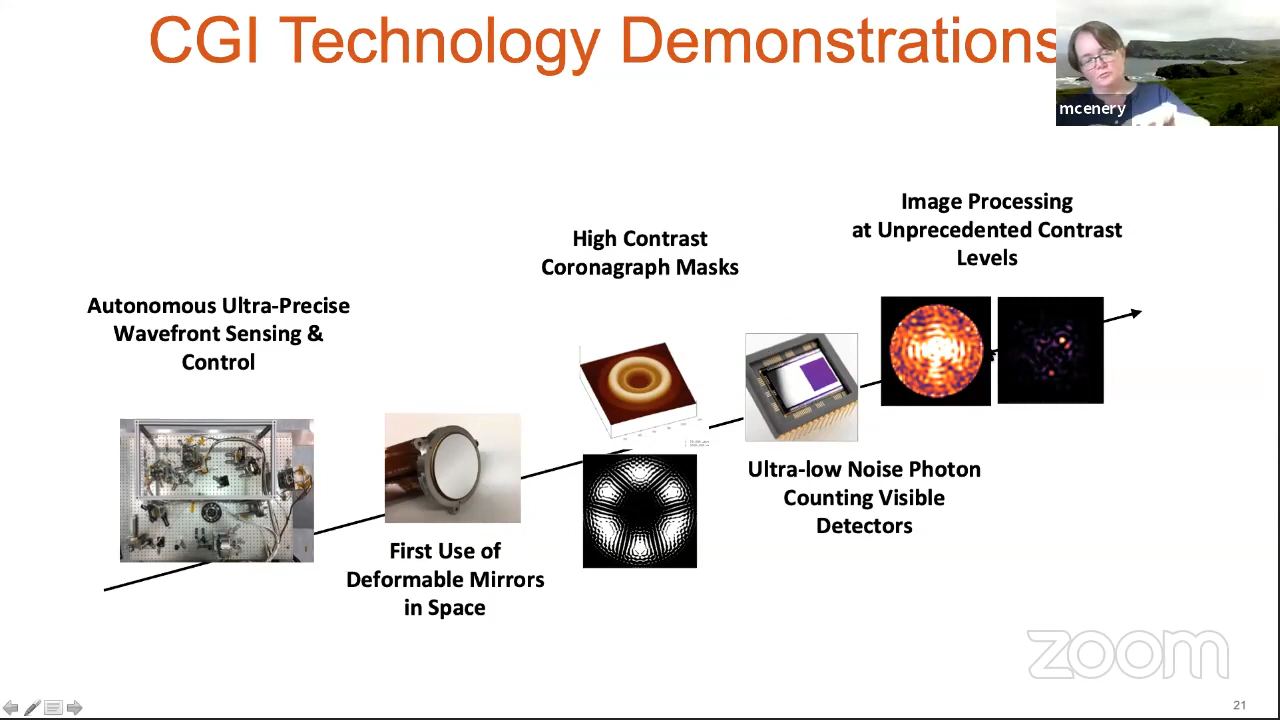 CGI Technology Demonstrations
mcenery
Image Processing
at Unprecedented Contrast
Levels
High Contrast
Coronagraph Masks
Autonomous Ultra-Precise
Wavefront Sensing &
Control
Ultra-low Noise Photon
Counting Visible
Detectors
First Use of
Deformable Mirrors
in Space
zoom
21